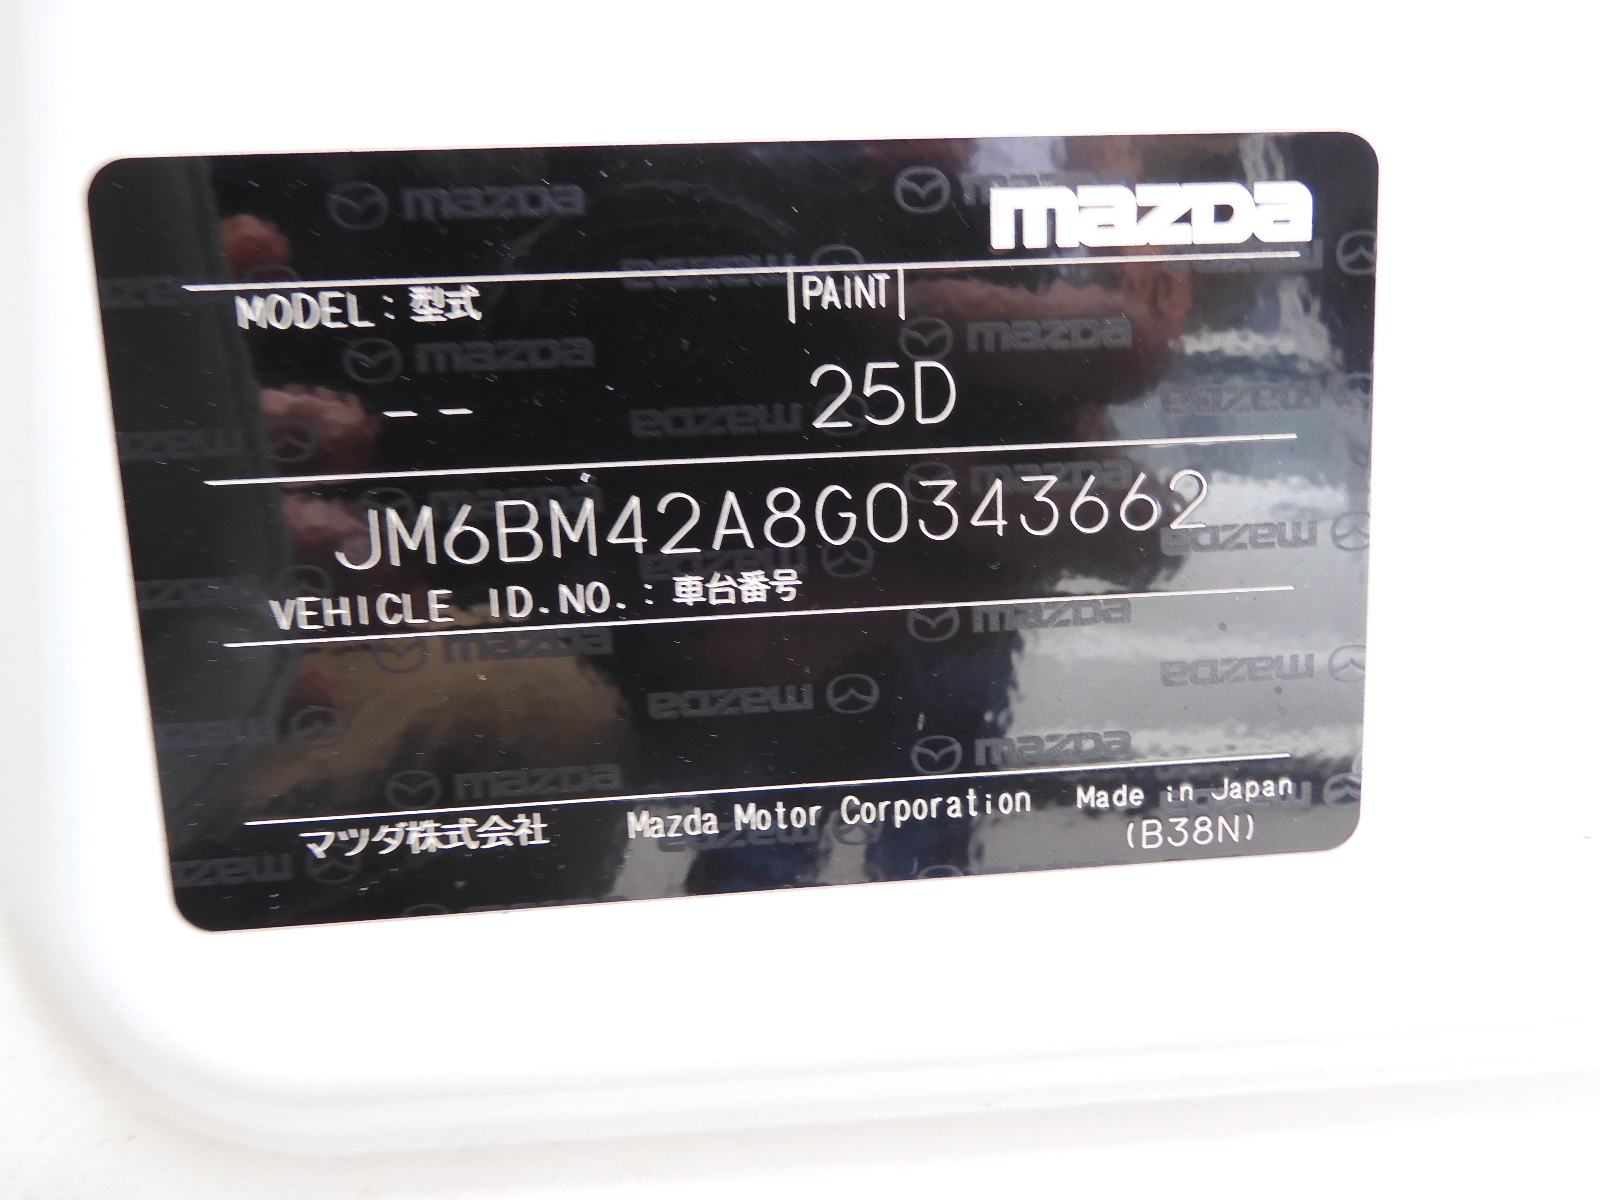 mazda
MODEL : 型式 PAINT
-- 25D
JM6BM42A8G0343662
VEHICLE ID.NO. : 車台番号
マツダ株式会社 Mazda Motor Corporation Made in Japan
(B38N)